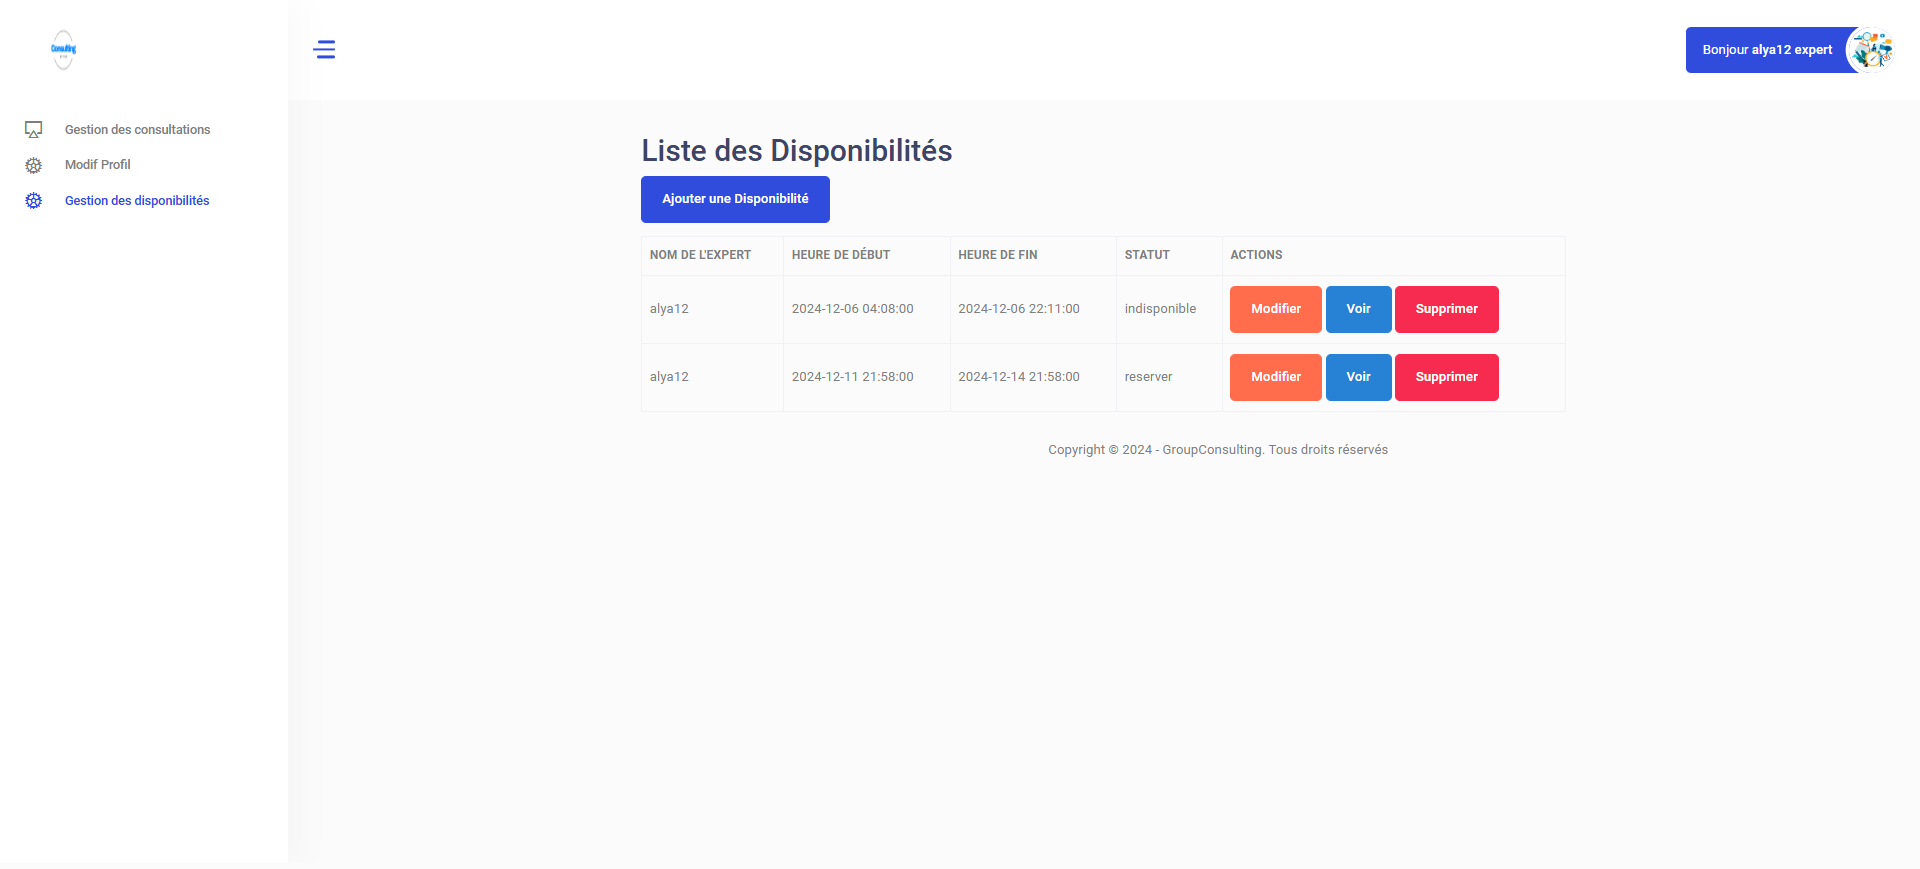 Consulting
Bonjour alya12 expert
Gestion des consultations
Modif Profil
Gestion des disponibilités
Liste des Disponibilités
Ajouter une Disponibilité
NOM DE L'EXPERT HEURE DE DÉBUT HEURE DE FIN STATUT ACTIONS
alya12 2024-12-06 04:08:00 2024-12-06 22:11:00 indisponible Modifier Voir Supprimer
alya12 2024-12-11 21:58:00 2024-12-14 21:58:00 reserver Modifier Voir Supprimer
Copyright © 2024 - GroupConsulting. Tous droits réservés